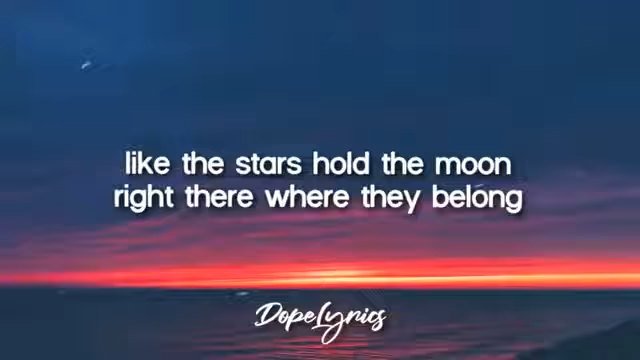 like the stars hold the moon
right there where they belong
DopeLyrics